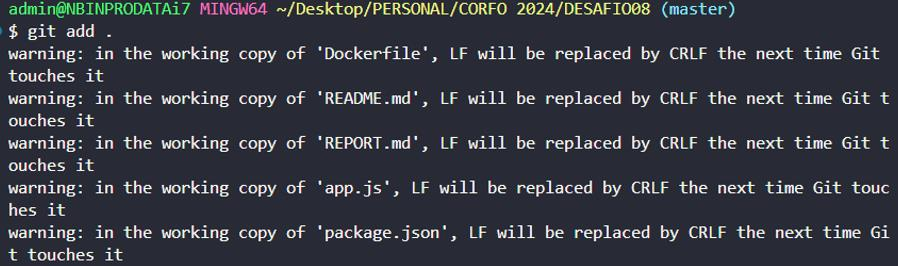 admin@NBINPRODATAi7 MINGW64 ~/Desktop/PERSONAL/CORFO 2024/DESAFIO08 (master)
$ git add .
warning: in the working copy of 'Dockerfile', LF will be replaced by CRLF the next time Git
touches it
warning: in the working copy of 'README.md', LF will be replaced by CRLF the next time Git t
ouches it
warning: in the working copy of 'REPORT.md', LF will be replaced by CRLF the next time Git t
ouches it
warning: in the working copy of 'app.js', LF will be replaced by CRLF the next time Git touc
hes it
warning: in the working copy of 'package.json', LF will be replaced by CRLF the next time Gi
t touches it